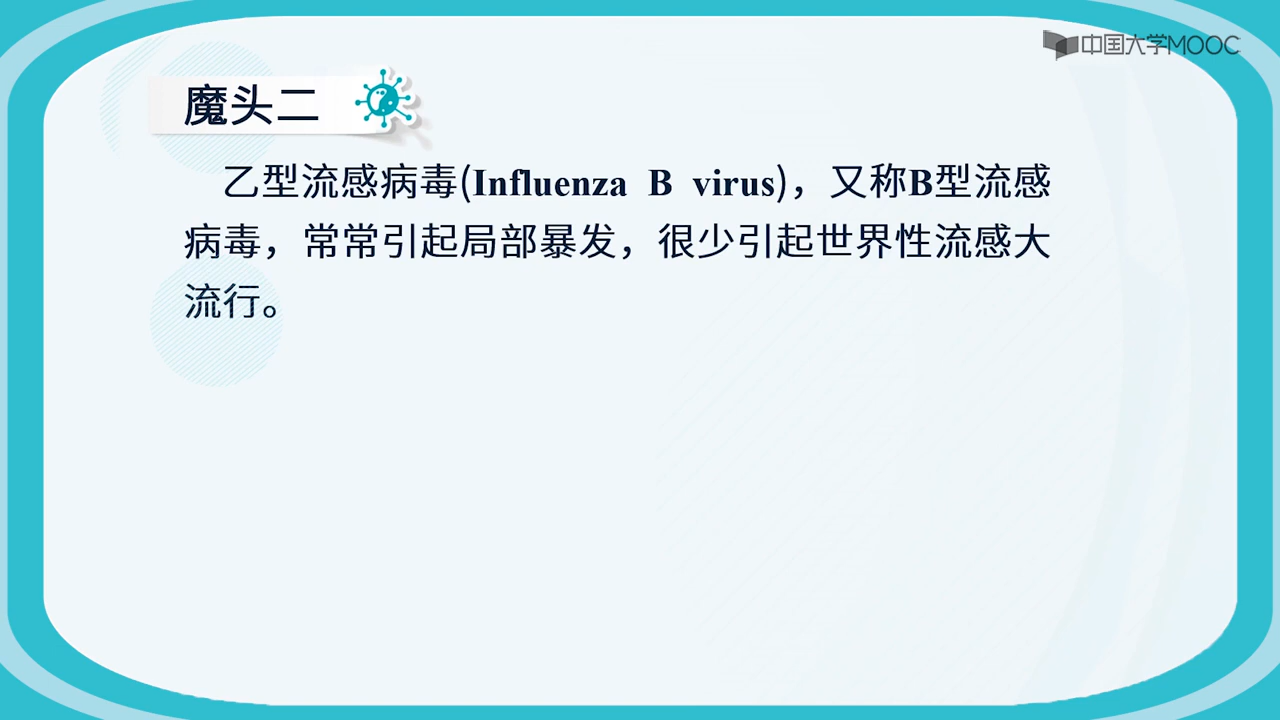 中国大学MOOC
魔头二
乙型流感病毒(Influenza B virus)，又称B型流感
病毒，常常引起局部暴发，很少引起世界性流感大
流行。